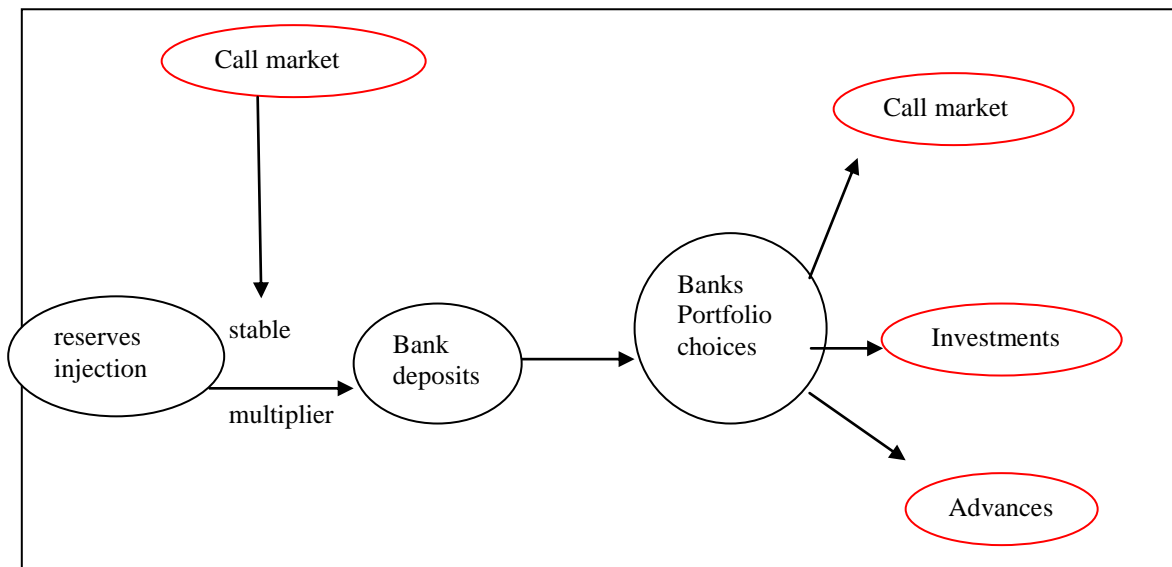 Call market
Call market
reserves
injection
stable
multiplier
Bank
deposits
Banks
Portfolio
choices
Investments
Advances